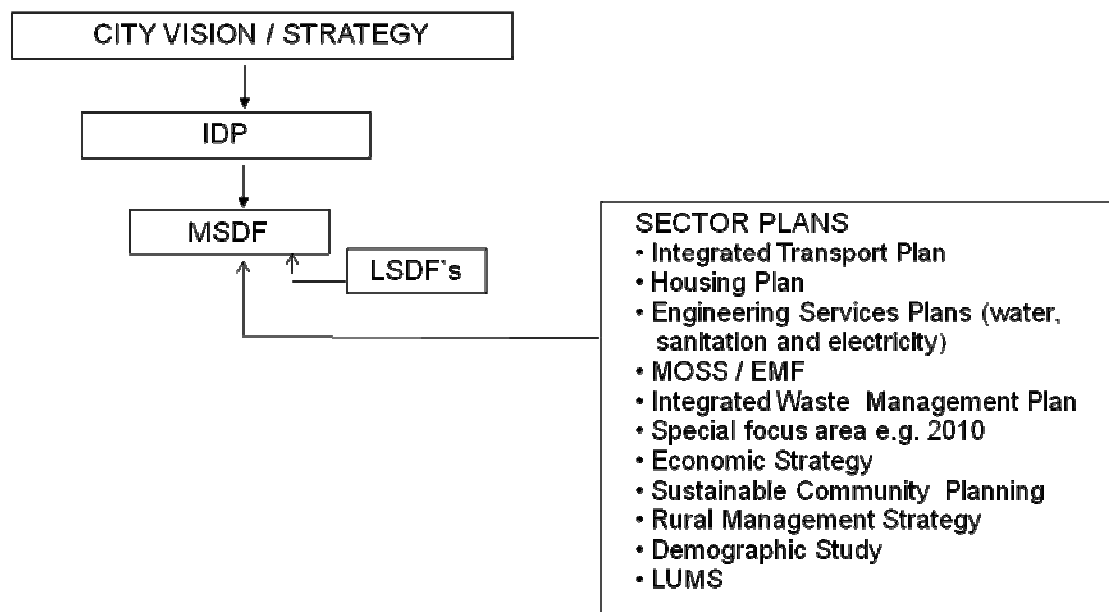 CITY VISION / STRATEGY
IDP
MSDF
LSDF's
SECTOR PLANS
• Integrated Transport Plan
• Housing Plan
• Engineering Services Plans (water,
sanitation and electricity)
• MOSS / EMF
• Integrated Waste Management Plan
• Special focus area e.g. 2010
• Economic Strategy
• Sustainable Community Planning
• Rural Management Strategy
• Demographic Study
• LUMS